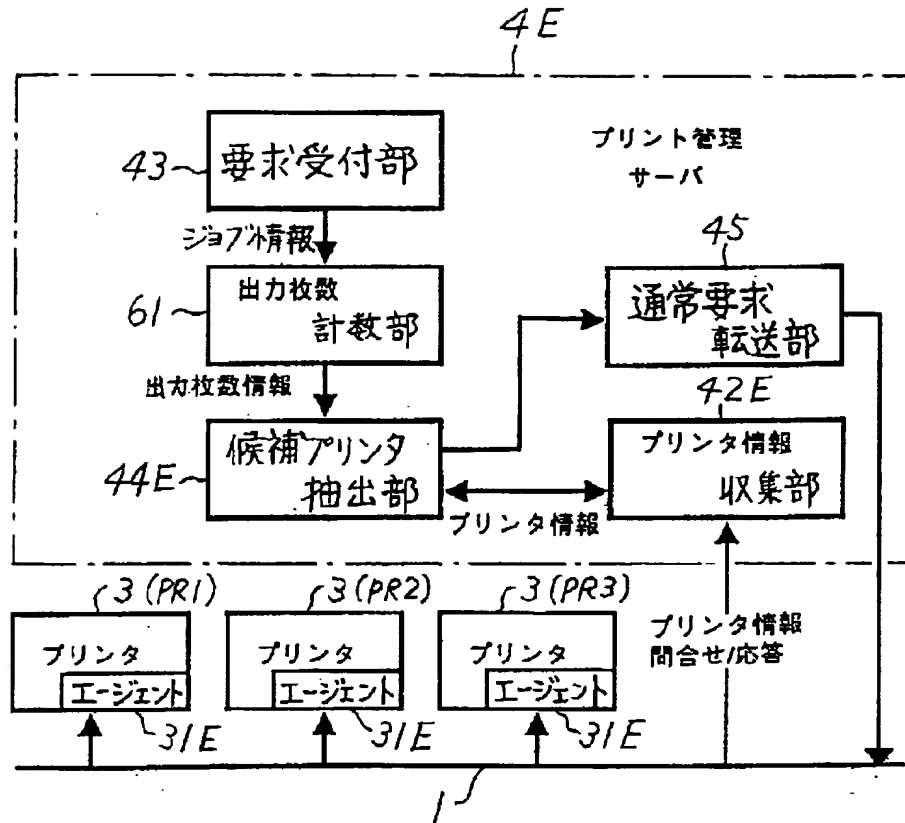 4E
プリント管理
サーバ
43
要求受付部
ジョブ情報
61
出力枚数
計数部
出力枚数情報
44E
候補プリンタ
抽出部
45
通常要求
転送部
42E
プリンタ情報
収集部
プリンタ情報
プリンタ情報
問合せ/応答
3(PR1)
プリンタ
エージェント
31E
3(PR2)
プリンタ
エージェント
31E
3(PR3)
プリンタ
エージェント
31E
1